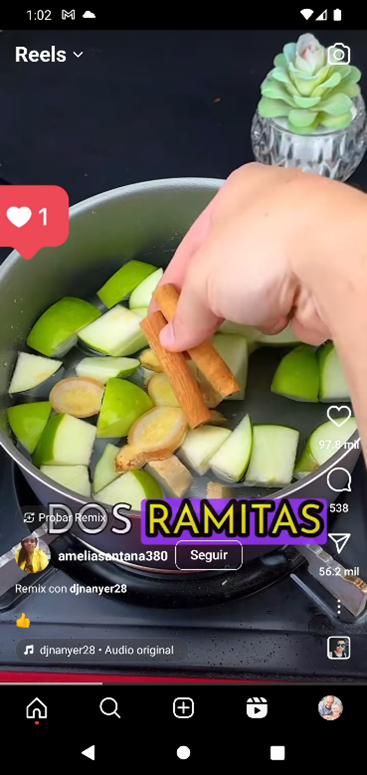 1:02
Reels
1
97.8 mil
538
DOS RAMITAS
Probar Remix
ameliasantana380
Seguir
56.2 mil
Remix con djnanyer28
👍
djnanyer28 • Audio original